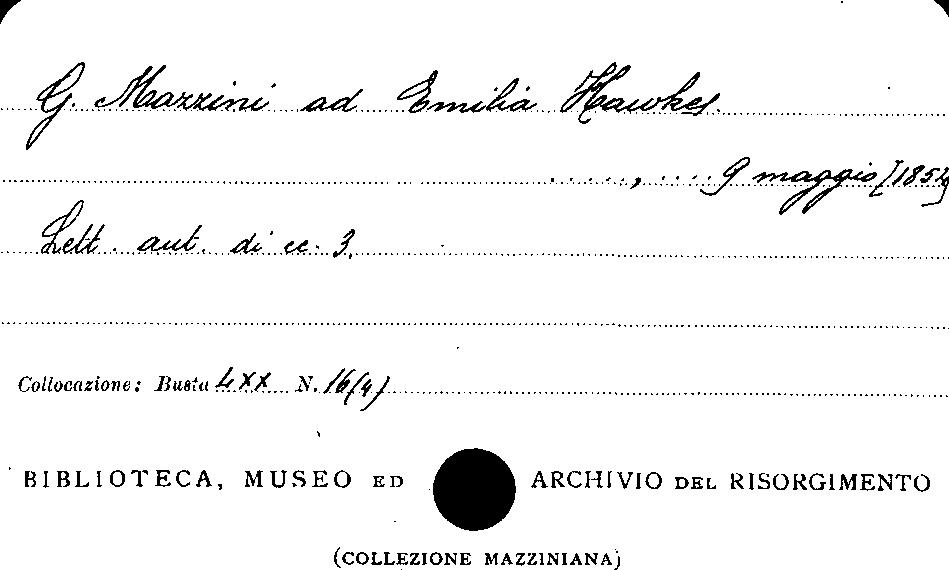 G. Mazzini ad Emilia Hawkes.
....., .... 9 maggio [1854]
Lett. aut. di cc. 3.
Collocazione: Busta LXX N. 16(4)
BIBLIOTECA, MUSEO ED ARCHIVIO DEL RISORGIMENTO
(COLLEZIONE MAZZINIANA)